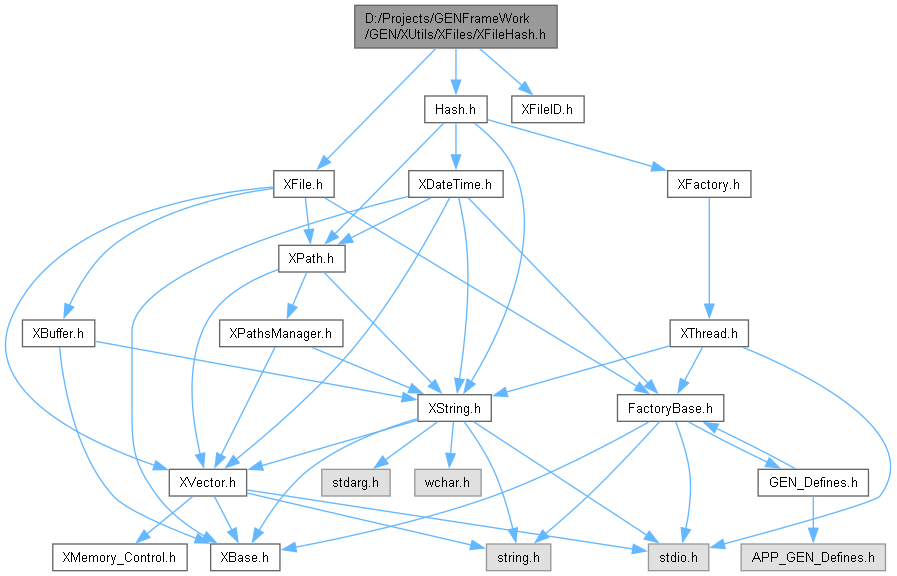 D:/Projects/GENFrameWork
/GEN/XUtils/XFiles/XFileHash.h
Hash.h
XFileID.h
XFile.h
XDateTime.h
XFactory.h
XPath.h
XBuffer.h
XPathsManager.h
XThread.h
XString.h
FactoryBase.h
XVector.h
stdarg.h
wchar.h
GEN_Defines.h
XMemory_Control.h
XBase.h
string.h
stdio.h
APP_GEN_Defines.h